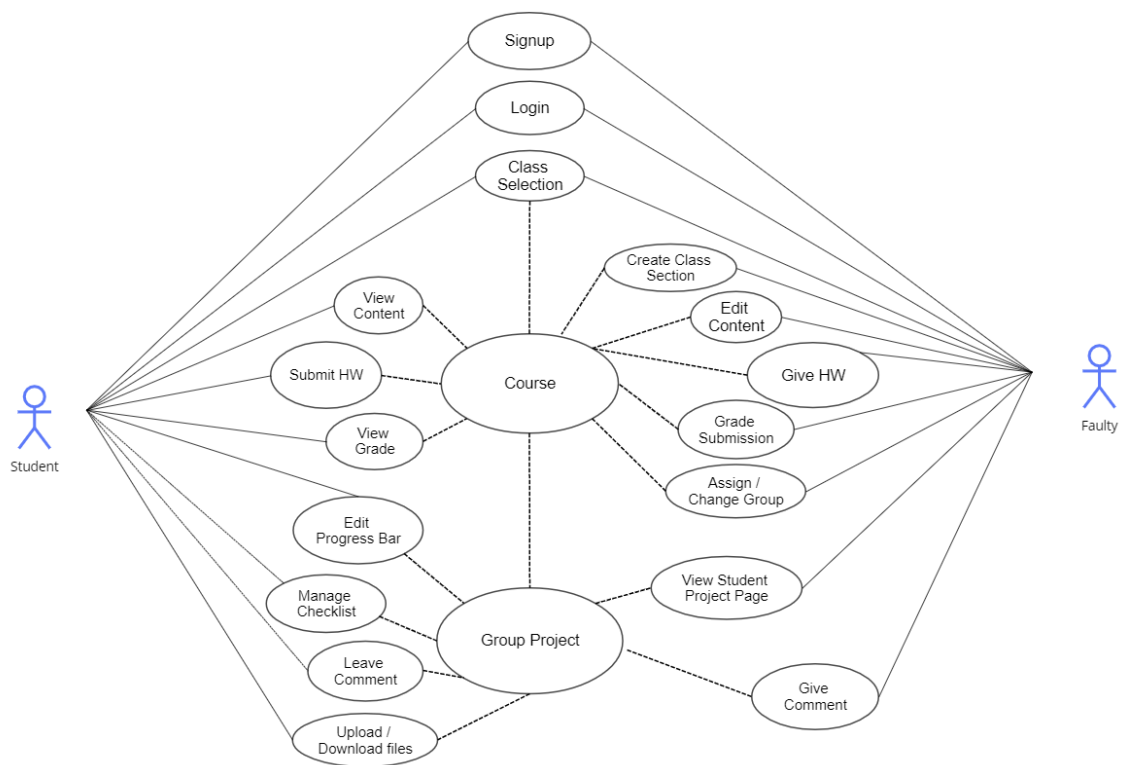 Signup
Login
Class
Selection
Create Class
Section
View
Content
Edit
Content
Submit HW
Course
Give HW
View
Grade
Grade
Submission
Student
Faulty
Assign /
Change Group
Edit
Progress Bar
Manage
Checklist
View Student
Project Page
Group Project
Leave
Comment
Give
Comment
Upload /
Download files